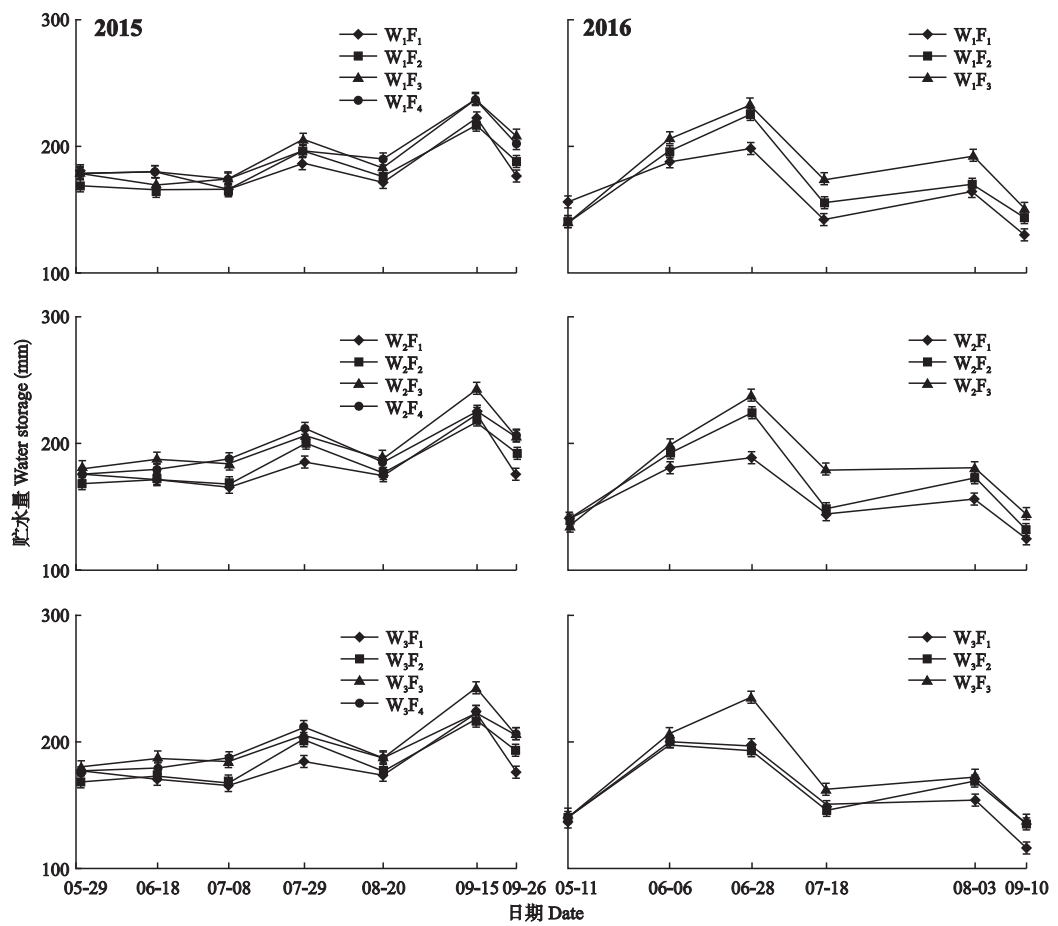 2015
300
200
100
W₁F₁
W₁F₂
W₁F₃
W₁F₄
2016
W₁F₁
W₁F₂
W₁F₃
贮水量 Water storage (mm)
300
200
100
W₂F₁
W₂F₂
W₂F₃
W₂F₄
W₂F₁
W₂F₂
W₂F₃
300
200
100
W₃F₁
W₃F₂
W₃F₃
W₃F₄
W₃F₁
W₃F₂
W₃F₃
05-29 06-18 07-08 07-29 08-20 09-15 09-26 05-11 06-06 06-28 07-18 08-03 09-10
日期 Date